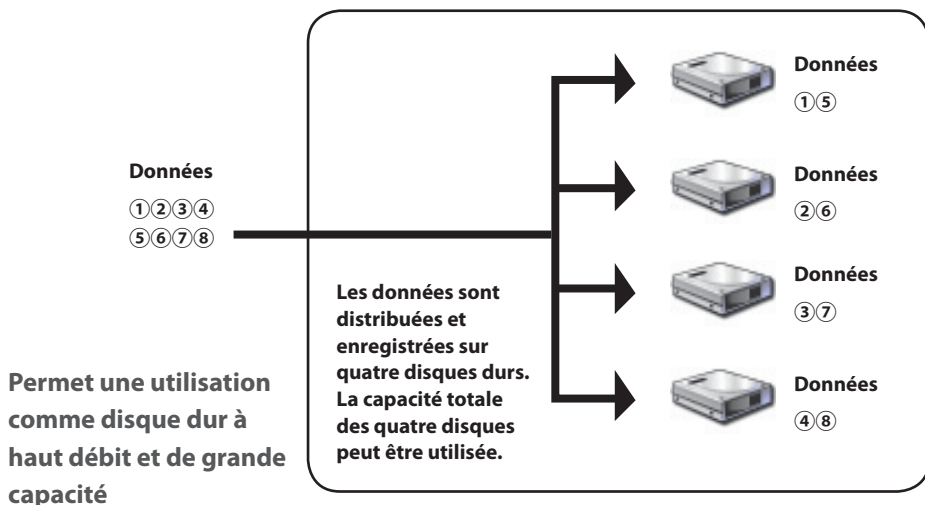 Données
①②③④
⑤⑥⑦⑧
Les données sont
distribuées et
enregistrées sur
quatre disques durs.
La capacité totale
des quatre disques
peut être utilisée.
Données
①⑤
Données
②⑥
Données
③⑦
Données
④⑧
Permet une utilisation
comme disque dur à
haut débit et de grande
capacité